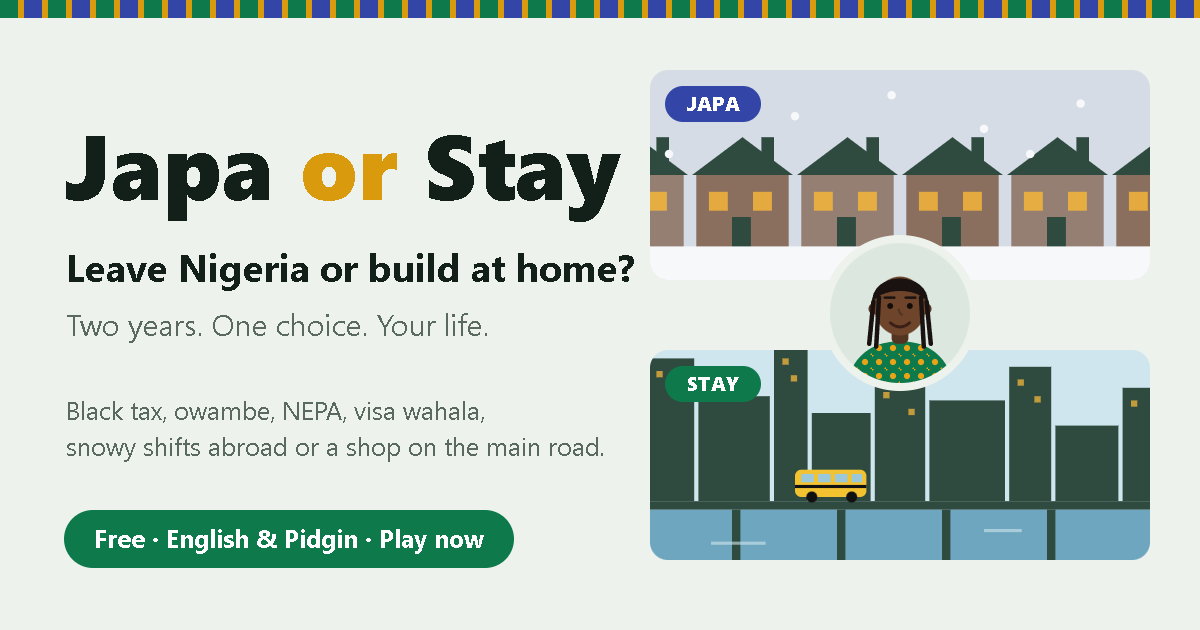 Japa or Stay
Leave Nigeria or build at home?
Two years. One choice. Your life.
Black tax, owambe, NEPA, visa wahala,
snowy shifts abroad or a shop on the main road.
Free · English & Pidgin · Play now
JAPA
STAY